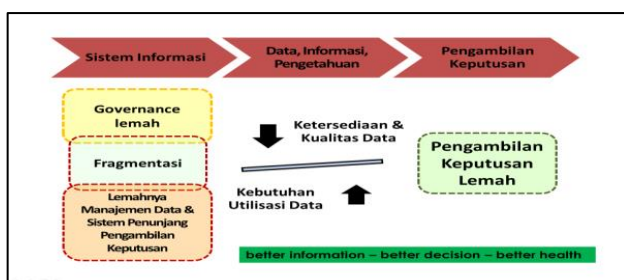 Sistem Informasi
Data, Informasi,
Pengetahuan
Pengambilan
Keputusan
Governance
lemah
Fragmentasi
Lemahnya
Manajemen Data &
Sistem Penunjang
Pengambilan
Keputusan
Ketersediaan &
Kualitas Data
Kebutuhan
Utilisasi Data
Pengambilan
Keputusan
Lemah
better information – better decision – better health